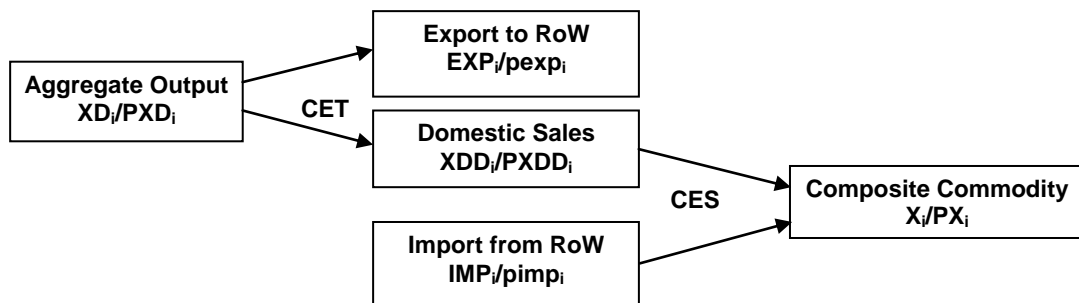 Aggregate Output
XDᵢ/PXDᵢ
CET
Export to RoW
EXPᵢ/pexpᵢ
Domestic Sales
XDDᵢ/PXDDᵢ
Import from RoW
IMPᵢ/pimpᵢ
CES
Composite Commodity
Xᵢ/PXᵢ